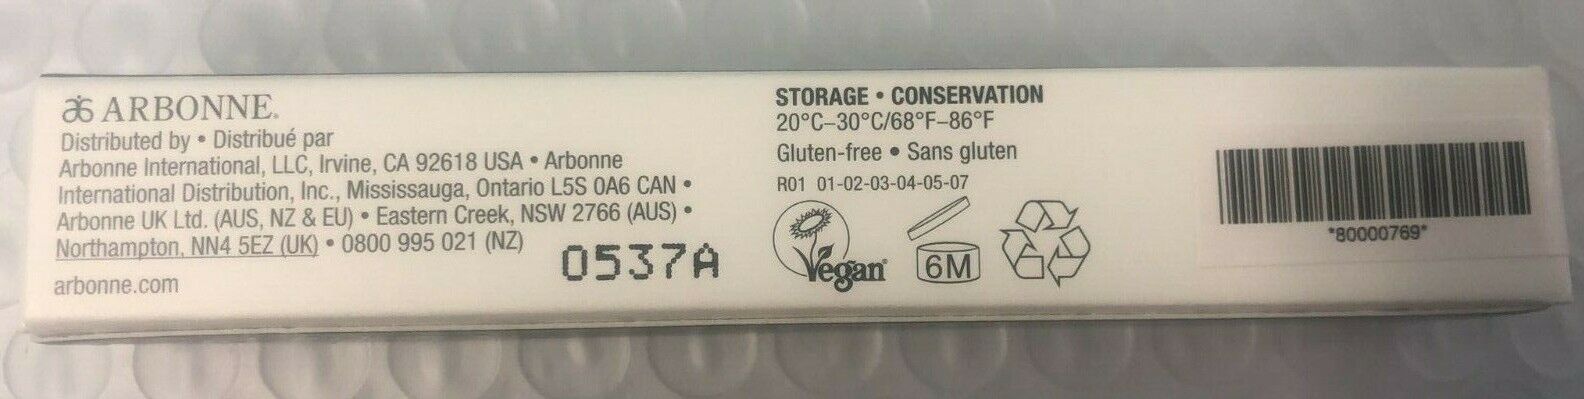 ARBONNE®
Distributed by • Distribué par
Arbonne International, LLC, Irvine, CA 92618 USA • Arbonne
International Distribution, Inc., Mississauga, Ontario L5S 0A6 CAN •
Arbonne UK Ltd. (AUS, NZ & EU) • Eastern Creek, NSW 2766 (AUS) •
Northampton, NN4 5EZ (UK) • 0800 995 021 (NZ)
arbonne.com
0537A
STORAGE • CONSERVATION
20°C–30°C/68°F–86°F
Gluten-free • Sans gluten
R01 01-02-03-04-05-07
Vegan
6M
*80000769*